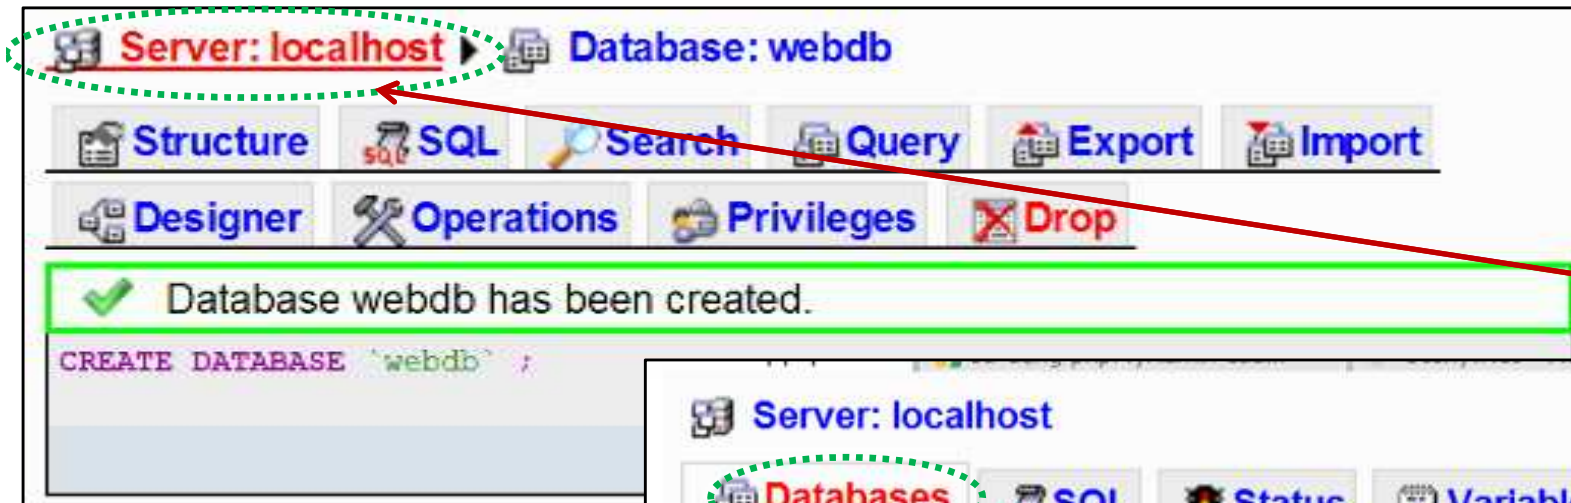 Server: localhost Database: webdb
Structure SQL Search Query Export Import
Designer Operations Privileges Drop
Database webdb has been created.
CREATE DATABASE `webdb` ;
Server: localhost
Databases SQL Status